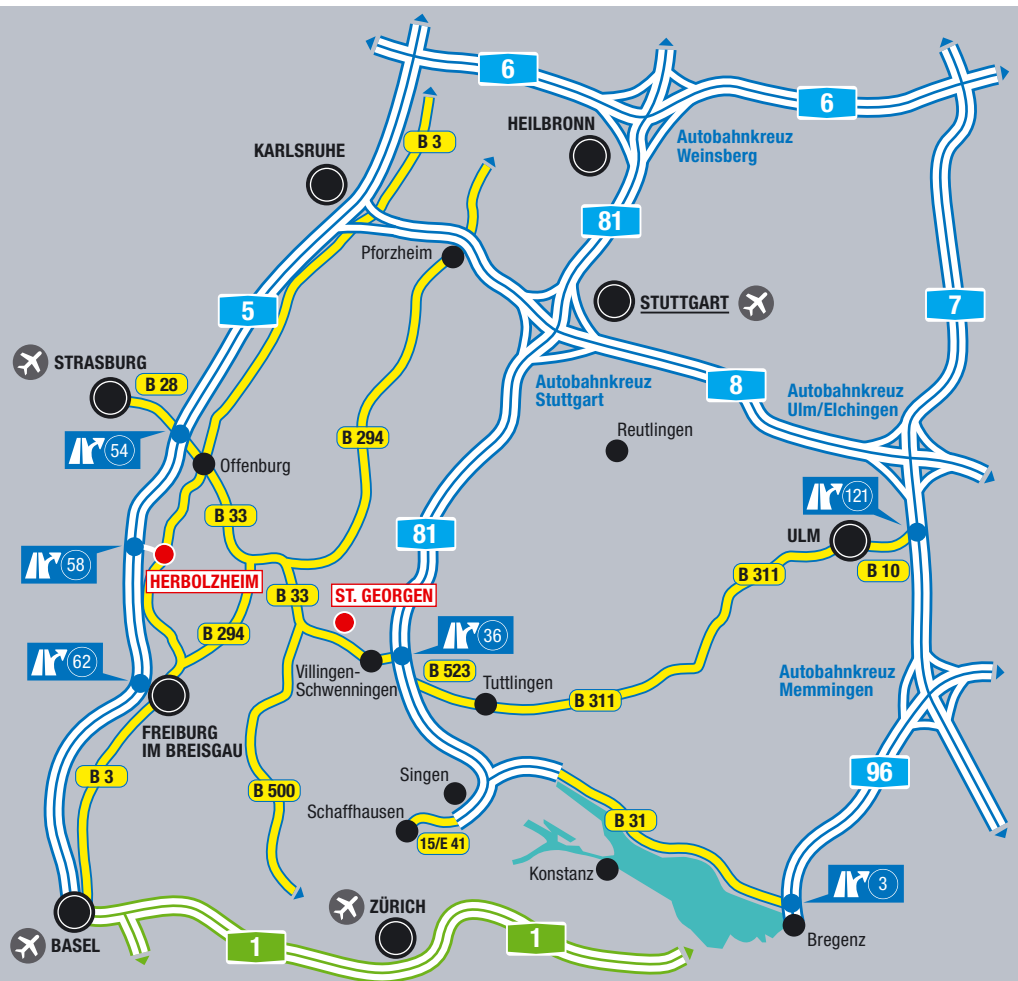 6
6
HEILBRONN
Autobahnkreuz
Weinsberg
B 3
KARLSRUHE
81
Pforzheim
STUTTGART
5
7
STRASBURG
B 28
Autobahnkreuz
Stuttgart
8
Autobahnkreuz
Ulm/Elchingen
54
Offenburg
B 294
Reutlingen
121
B 33
81
ULM
58
HERBOLZHEIM
B 33
ST. GEORGEN
B 311
B 10
B 294
36
62
Villingen-
Schwenningen
B 523
Tuttlingen
B 311
Autobahnkreuz
Memmingen
FREIBURG
IM BREISGAU
B 3
B 500
Singen
96
Schaffhausen
15/E 41
B 31
Konstanz
3
ZÜRICH
BASEL
1
1
Bregenz